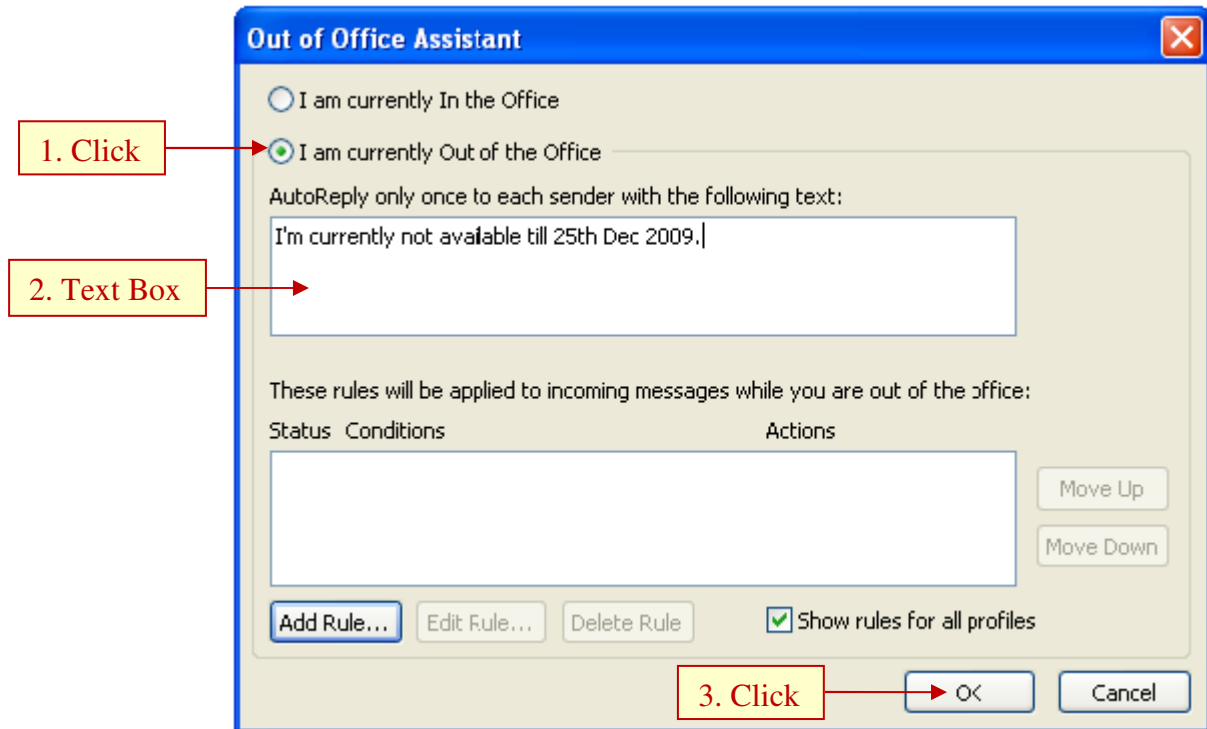 Out of Office Assistant
I am currently In the Office
1. Click
I am currently Out of the Office
AutoReply only once to each sender with the following text:
I'm currently not available till 25th Dec 2009.
2. Text Box
These rules will be applied to incoming messages while you are out of the office:
Status Conditions Actions
Move Up
Move Down
Add Rule... Edit Rule... Delete Rule Show rules for all profiles
3. Click OK Cancel